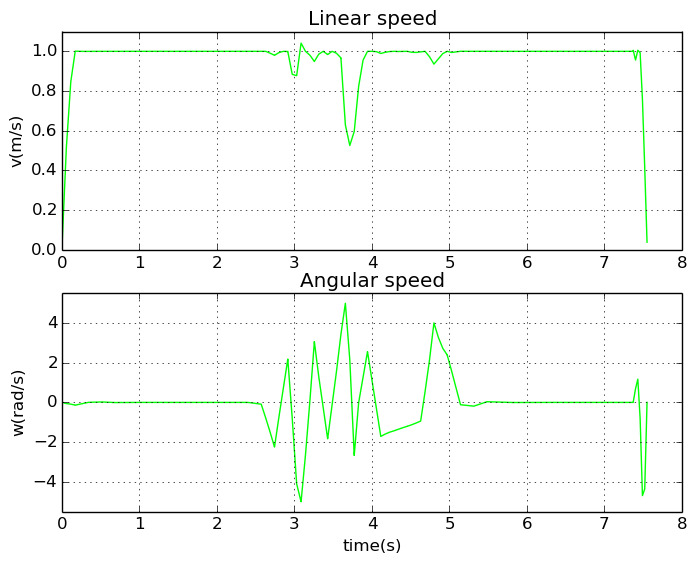 Linear speed
1.0
0.8
0.6
0.4
0.2
0.0
v(m/s)
0 1 2 3 4 5 6 7 8
Angular speed
4
2
0
−2
−4
w(rad/s)
0 1 2 3 4 5 6 7 8
time(s)